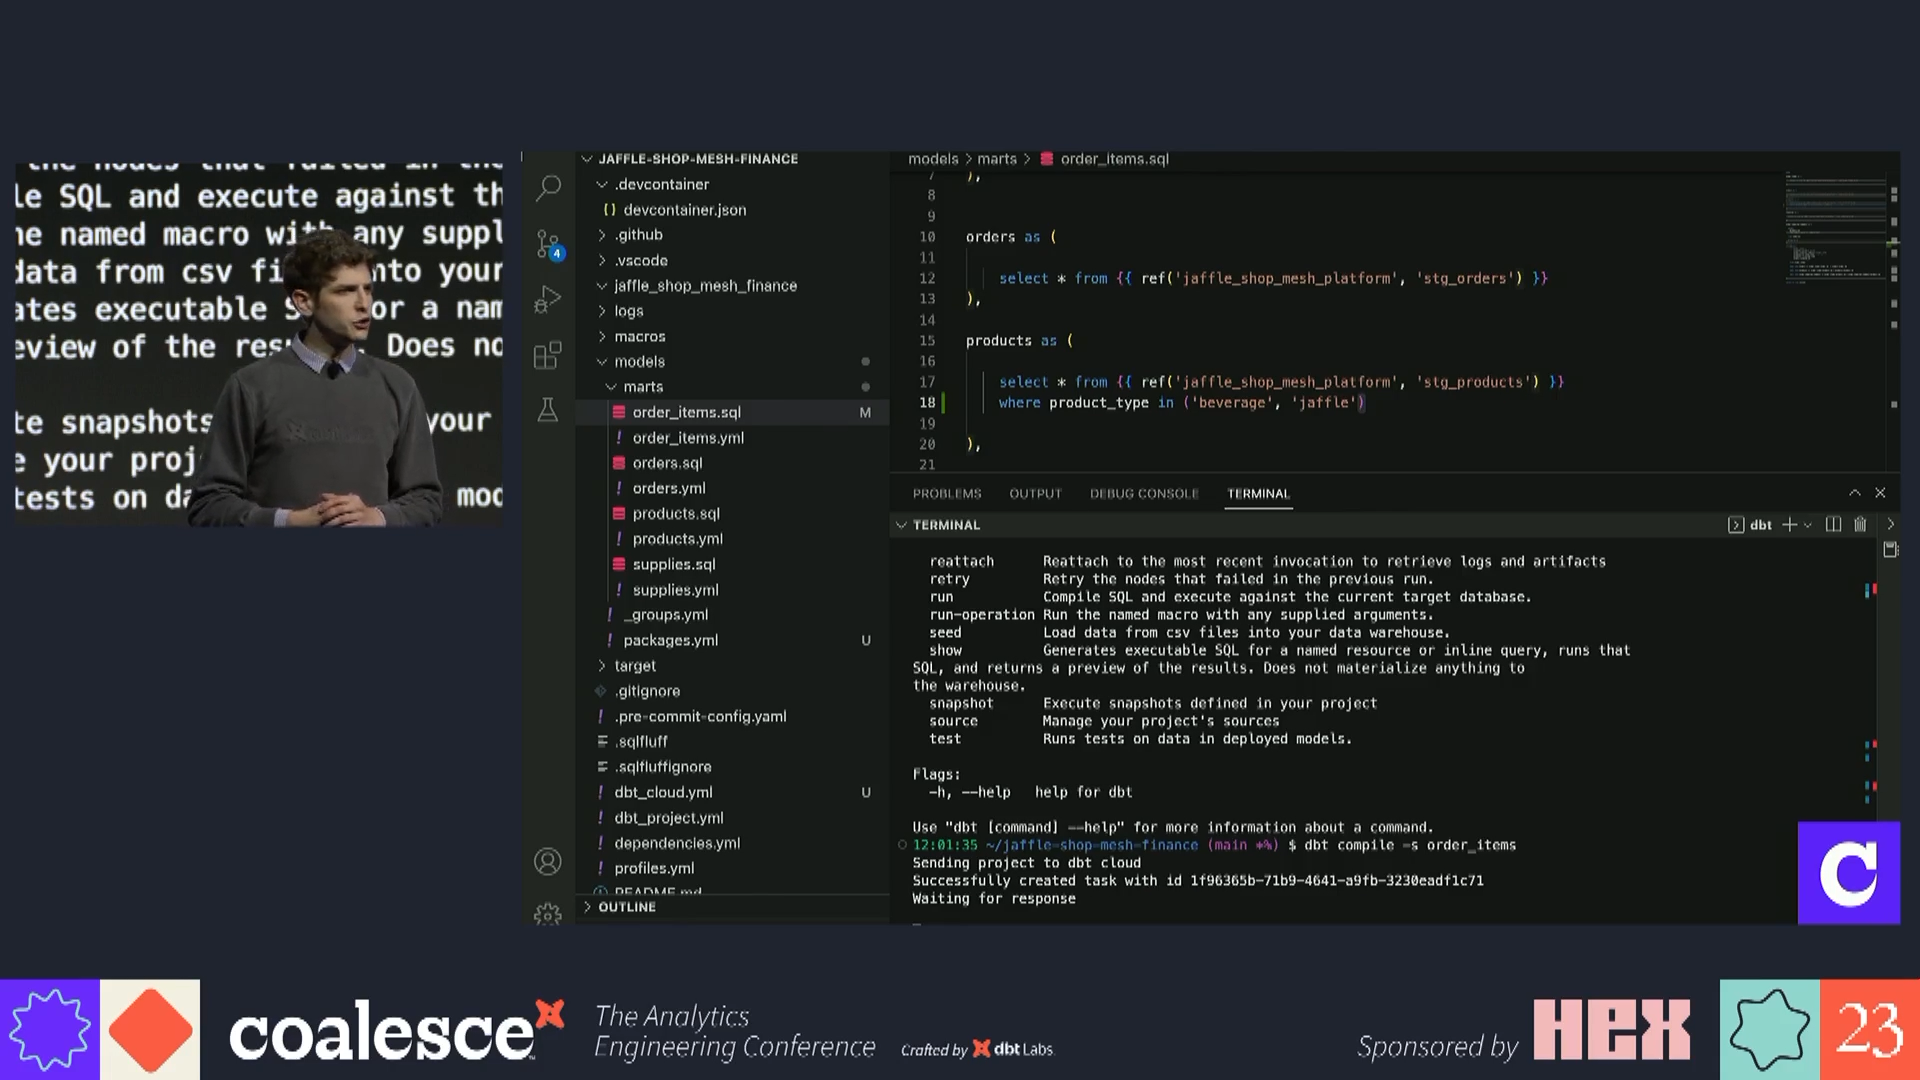 the nodes that failed in the
le SQL and execute against th
he named macro with any suppl
data from csv fi nto your
ates executable S or a nam
eview of the res Does no
te snapshots your
e your proj
tests on da mod
JAFFLE-SHOP-MESH-FINANCE
.devcontainer
{} devcontainer.json
.github
4
.vscode
jaffle_shop_mesh_finance
logs
macros
models
marts
order_items.sql M
! order_items.yml
orders.sql
! orders.yml
products.sql
! products.yml
supplies.sql
! supplies.yml
! _groups.yml
! packages.yml U
target
.gitignore
! .pre-commit-config.yaml
.sqlfluff
.sqlfluffignore
! dbt_cloud.yml U
! dbt_project.yml
! dependencies.yml
! profiles.yml
README.md
OUTLINE
models > marts > order_items.sql
7 ),
8
9
10 orders as (
11
12 select * from {{ ref('jaffle_shop_mesh_platform', 'stg_orders') }}
13 ),
14
15 products as (
16
17 select * from {{ ref('jaffle_shop_mesh_platform', 'stg_products') }}
18 where product_type in ('beverage', 'jaffle')
19
20 ),
21
PROBLEMS OUTPUT DEBUG CONSOLE TERMINAL
TERMINAL dbt
reattach Reattach to the most recent invocation to retrieve logs and artifacts
retry Retry the nodes that failed in the previous run.
run Compile SQL and execute against the current target database.
run-operation Run the named macro with any supplied arguments.
seed Load data from csv files into your data warehouse.
show Generates executable SQL for a named resource or inline query, runs that
SQL, and returns a preview of the results. Does not materialize anything to
the warehouse.
snapshot Execute snapshots defined in your project
source Manage your project's sources
test Runs tests on data in deployed models.
Flags:
-h, --help help for dbt
Use "dbt [command] --help" for more information about a command.
12:01:35 ~/jaffle-shop-mesh-finance (main *%) $ dbt compile -s order_items
Sending project to dbt cloud
Successfully created task with id 1f96365b-71b9-4641-a9fb-3230eadf1c71
Waiting for response
C
coalesce
The Analytics
Engineering Conference
Crafted by dbt Labs
Sponsored by HEX
23